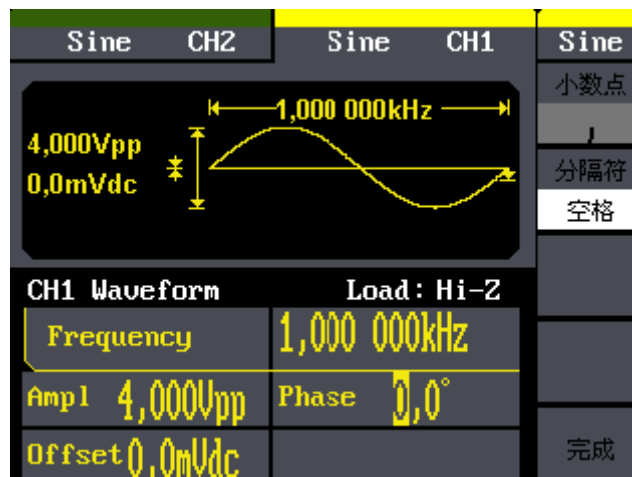 Sine CH2
Sine CH1
Sine
小数点
,
分隔符
空格
1,000 000kHz
4,000Vpp
0,0mVdc
CH1 Waveform
Load: Hi-Z
Frequency
1,000 000kHz
Ampl 4,000Vpp
Phase 0,0°
Offset 0,0mVdc
完成